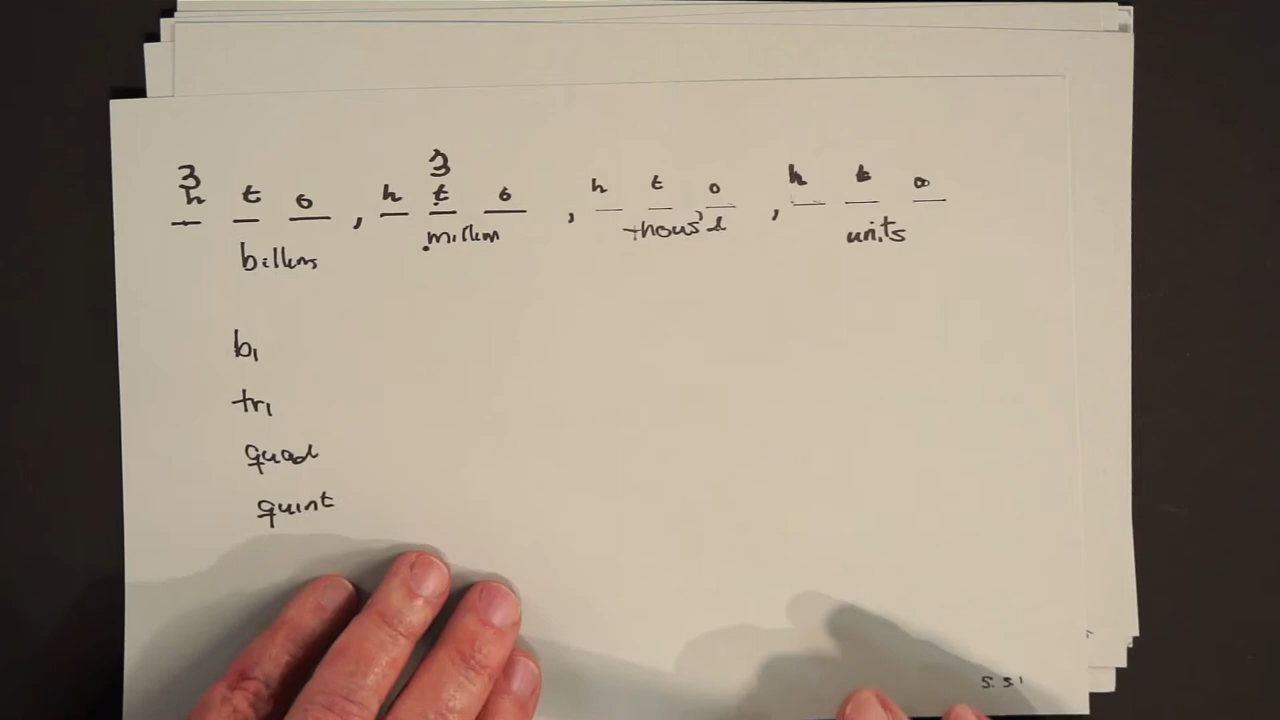 3 3
h t o , h t o , h t o , h t o
billions million thous'd units
bi
tri
quad
quint